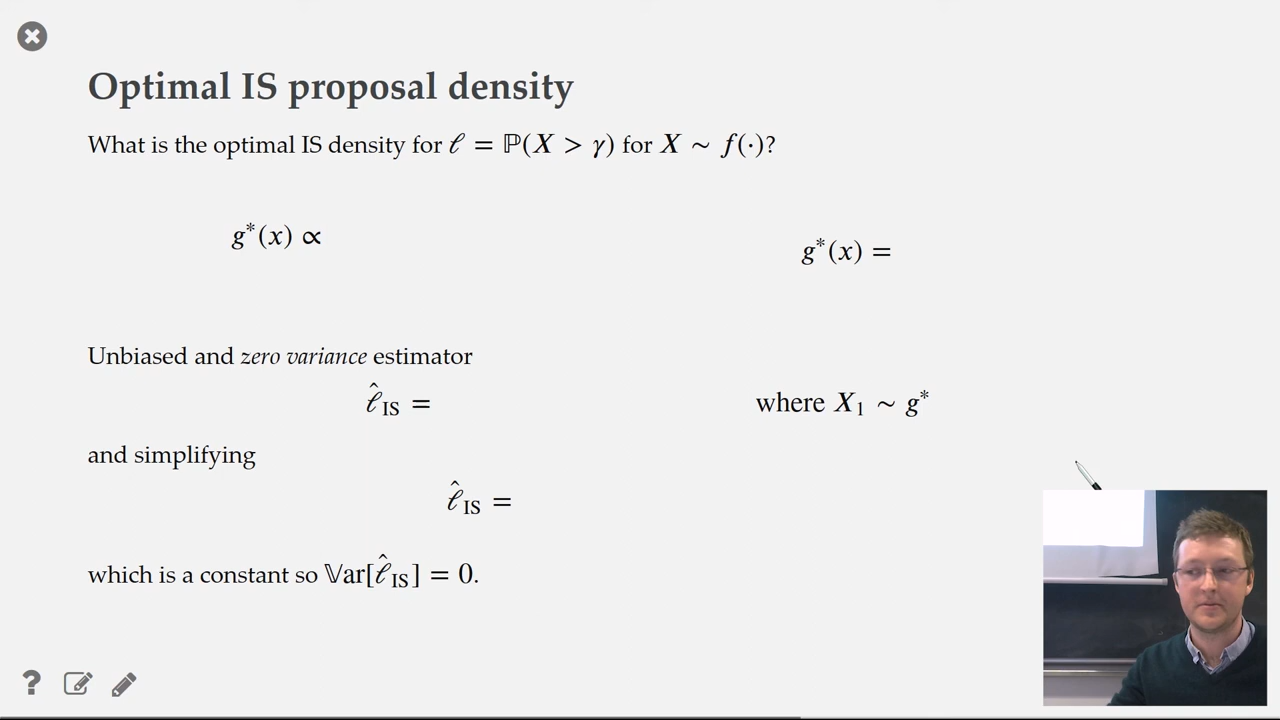 Optimal IS proposal density
What is the optimal IS density for ℓ = ℙ(X > γ) for X ∼ f(·)?
g*(x) ∝
g*(x) =
Unbiased and zero variance estimator
ℓ̂_IS = where X₁ ∼ g*
and simplifying
ℓ̂_IS =
which is a constant so 𝕍ar[ℓ̂_IS] = 0.
?